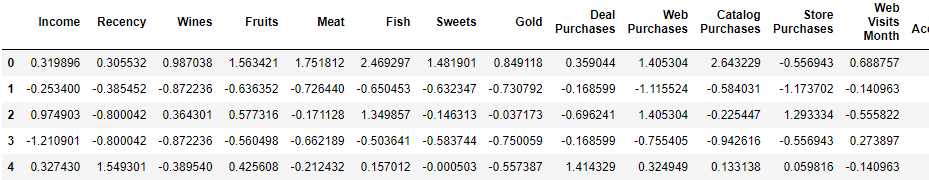 Income Recency Wines Fruits Meat Fish Sweets Gold Deal Purchases Web Purchases Catalog Purchases Store Purchases Web Visits Month Acc
0 0.319896 0.305532 0.987038 1.563421 1.751812 2.469297 1.481901 0.849118 0.359044 1.405304 2.643229 -0.556943 0.688757
1 -0.253400 -0.385452 -0.872236 -0.636352 -0.726440 -0.650453 -0.632347 -0.730792 -0.168599 -1.115524 -0.584031 -1.173702 -0.140963
2 0.974903 -0.800042 0.364301 0.577316 -0.171128 1.349857 -0.146313 -0.037173 -0.696241 1.405304 -0.225447 1.293334 -0.555822
3 -1.210901 -0.800042 -0.872236 -0.560498 -0.662189 -0.503641 -0.583744 -0.750059 -0.168599 -0.755405 -0.942616 -0.556943 0.273897
4 0.327430 1.549301 -0.389540 0.425608 -0.212432 0.157012 -0.000503 -0.557387 1.414329 0.324949 0.133138 0.059816 -0.140963